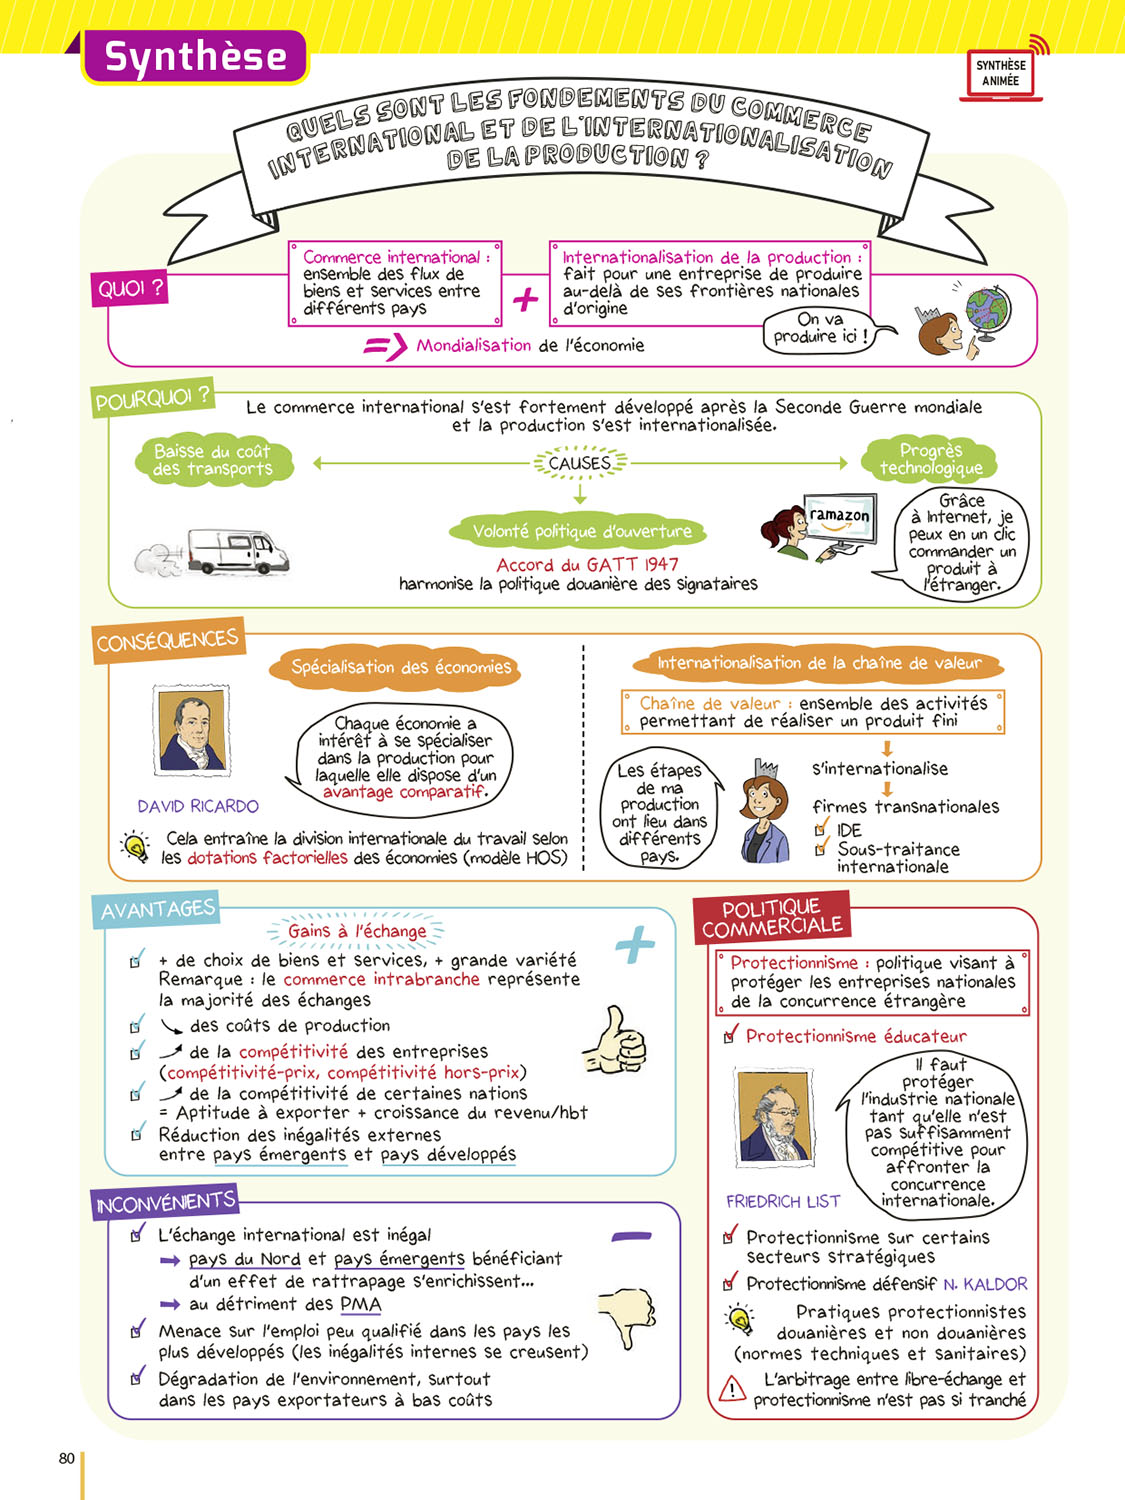 Synthèse
SYNTHÈSE
ANIMÉE
QUELS SONT LES FONDEMENTS DU COMMERCE
INTERNATIONAL ET DE L'INTERNATIONALISATION
DE LA PRODUCTION ?
QUOI ?
Commerce international :
ensemble des flux de
biens et services entre
différents pays
+
Internationalisation de la production :
fait pour une entreprise de produire
au-delà de ses frontières nationales
d'origine
On va
produire ici !
=> Mondialisation de l'économie
POURQUOI ?
Le commerce international s'est fortement développé après la Seconde Guerre mondiale
et la production s'est internationalisée.
Baisse du coût
des transports
CAUSES
Progrès
technologique
Volonté politique d'ouverture
Accord du GATT 1947
harmonise la politique douanière des signataires
ramazon
Grâce
à Internet, je
peux en un clic
commander un
produit à
l'étranger.
CONSÉQUENCES
Spécialisation des économies
Chaque économie a
intérêt à se spécialiser
dans la production pour
laquelle elle dispose d'un
avantage comparatif.
DAVID RICARDO
Cela entraîne la division internationale du travail selon
les dotations factorielles des économies (modèle HOS)
Internationalisation de la chaîne de valeur
Chaîne de valeur : ensemble des activités
permettant de réaliser un produit fini
Les étapes
de ma
production
ont lieu dans
différents
pays.
s'internationalise
firmes transnationales
IDE
Sous-traitance
internationale
AVANTAGES
Gains à l'échange
+
+ de choix de biens et services, + grande variété
Remarque : le commerce intrabranche représente
la majorité des échanges
des coûts de production
de la compétitivité des entreprises
(compétitivité-prix, compétitivité hors-prix)
de la compétitivité de certaines nations
= Aptitude à exporter + croissance du revenu/hbt
Réduction des inégalités externes
entre pays émergents et pays développés
INCONVÉNIENTS
L'échange international est inégal
pays du Nord et pays émergents bénéficiant
d'un effet de rattrapage s'enrichissent...
au détriment des PMA
Menace sur l'emploi peu qualifié dans les pays les
plus développés (les inégalités internes se creusent)
Dégradation de l'environnement, surtout
dans les pays exportateurs à bas coûts
POLITIQUE
COMMERCIALE
Protectionnisme : politique visant à
protéger les entreprises nationales
de la concurrence étrangère
Protectionnisme éducateur
Il faut
protéger
l'industrie nationale
tant qu'elle n'est
pas suffisamment
compétitive pour
affronter la
concurrence
internationale.
FRIEDRICH LIST
Protectionnisme sur certains
secteurs stratégiques
Protectionnisme défensif N. KALDOR
Pratiques protectionnistes
douanières et non douanières
(normes techniques et sanitaires)
! L'arbitrage entre libre-échange et
protectionnisme n'est pas si tranché
80